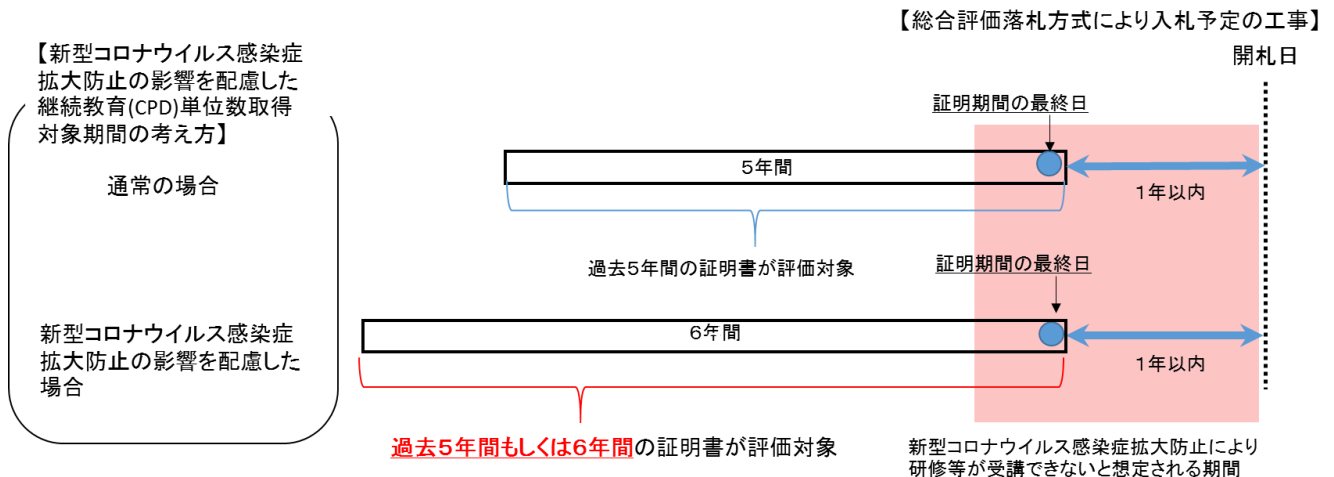 【総合評価落札方式により入札予定の工事】
開札日
【新型コロナウイルス感染症
拡大防止の影響を配慮した
継続教育(CPD)単位数取得
対象期間の考え方】
通常の場合
証明期間の最終日
5年間
1年以内
過去5年間の証明書が評価対象
証明期間の最終日
新型コロナウイルス感染症
拡大防止の影響を配慮した
場合
6年間
1年以内
過去5年間もしくは6年間の証明書が評価対象
新型コロナウイルス感染症拡大防止により
研修等が受講できないと想定される期間